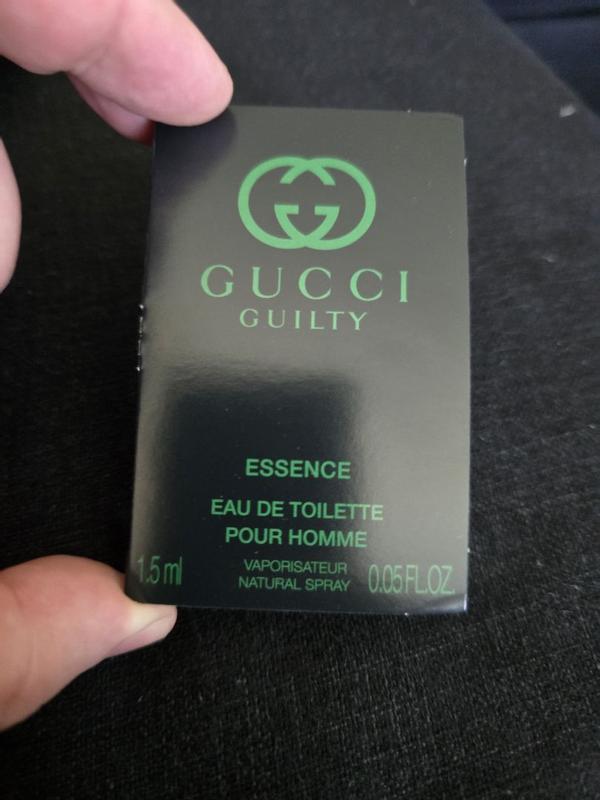 GUCCI
GUILTY
ESSENCE
EAU DE TOILETTE
POUR HOMME
1.5 ml
VAPORISATEUR
NATURAL SPRAY
0.05 FL.OZ.